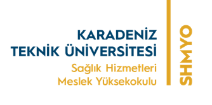 KARADENİZ
TEKNİK ÜNİVERSİTESİ
Sağlık Hizmetleri
Meslek Yüksekokulu
SHMYO